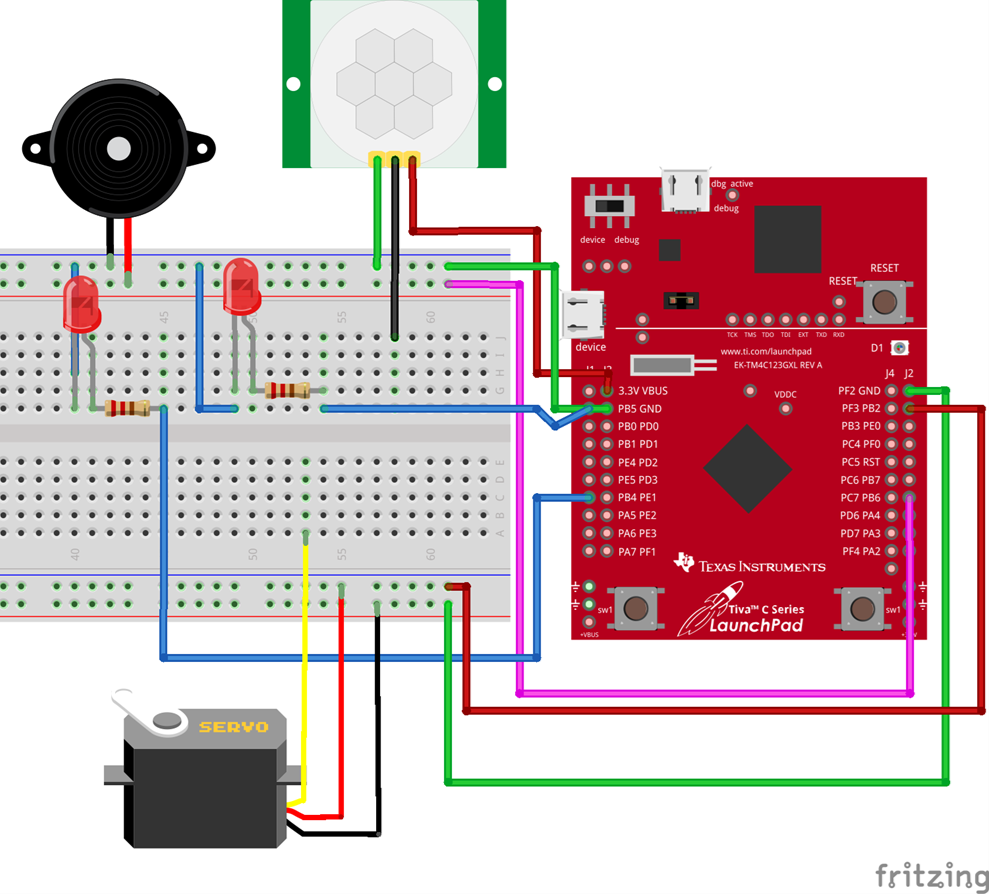 dbg active
debug
device debug
RESET
RESET
TCK TMS TDO TDI EXT TXD RXD
device
www.ti.com/launchpad
EK-TM4C123GXL REV A
D1
J1 J2
J4 J2
3.3V VBUS
PB5 GND
PB0 PD0
PB1 PD1
PE4 PD2
PE5 PD3
PB4 PE1
PA5 PE2
PA6 PE3
PA7 PF1
VDDC
PF2 GND
PF3 PB2
PB3 PE0
PC4 PF0
PC5 RST
PC6 PB7
PC7 PB6
PD6 PA4
PD7 PA3
PF4 PA2
TEXAS INSTRUMENTS
sw1
Tiva™ C Series
LaunchPad
sw1
+VBUS
45 55 60
J
I
H
G
E
D
C
B
A
40 50 55 60
SERVO
fritzing